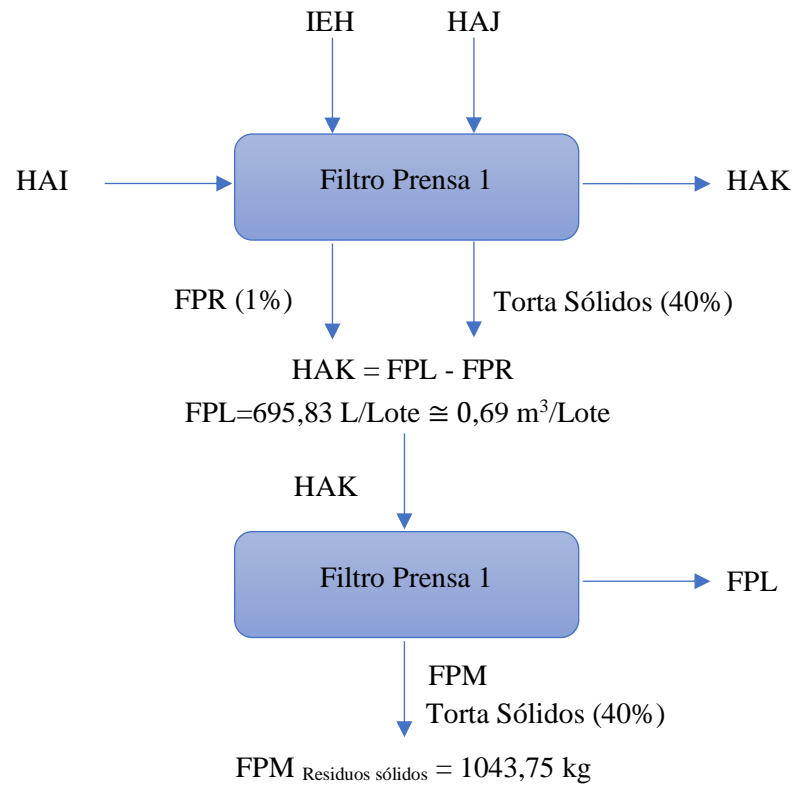 IEH HAJ
HAI Filtro Prensa 1 HAK
FPR (1%) Torta Sólidos (40%)
HAK = FPL - FPR
FPL=695,83 L/Lote ≅ 0,69 m³/Lote
HAK
Filtro Prensa 1 FPL
FPM
Torta Sólidos (40%)
FPM Residuos sólidos = 1043,75 kg